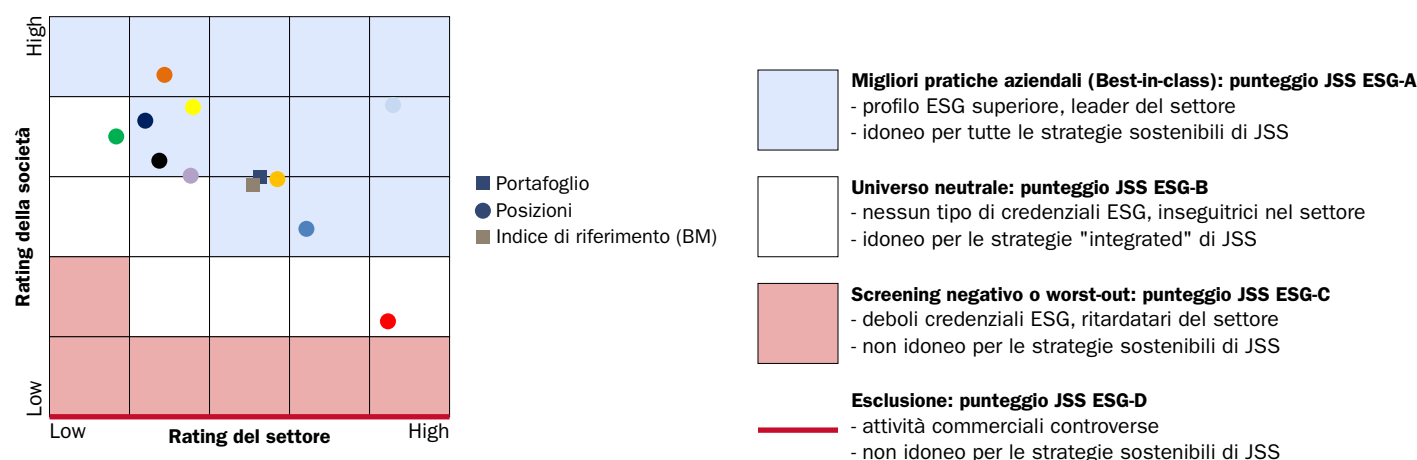 High
Rating della società
Low
Low
Rating del settore
High
Portafoglio
Posizioni
Indice di riferimento (BM)
Migliori pratiche aziendali (Best-in-class): punteggio JSS ESG-A
- profilo ESG superiore, leader del settore
- idoneo per tutte le strategie sostenibili di JSS
Universo neutrale: punteggio JSS ESG-B
- nessun tipo di credenziali ESG, inseguitrici nel settore
- idoneo per le strategie "integrated" di JSS
Screening negativo o worst-out: punteggio JSS ESG-C
- deboli credenziali ESG, ritardatari del settore
- non idoneo per le strategie sostenibili di JSS
Esclusione: punteggio JSS ESG-D
- attività commerciali controverse
- non idoneo per le strategie sostenibili di JSS